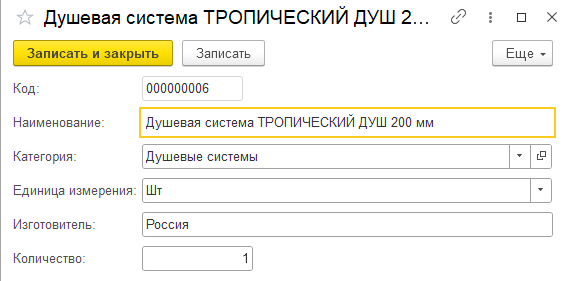 Душевая система ТРОПИЧЕСКИЙ ДУШ 2...
Записать и закрыть Записать Еще
Код: 000000006
Наименование: Душевая система ТРОПИЧЕСКИЙ ДУШ 200 мм
Категория: Душевые системы
Единица измерения: Шт
Изготовитель: Россия
Количество: 1